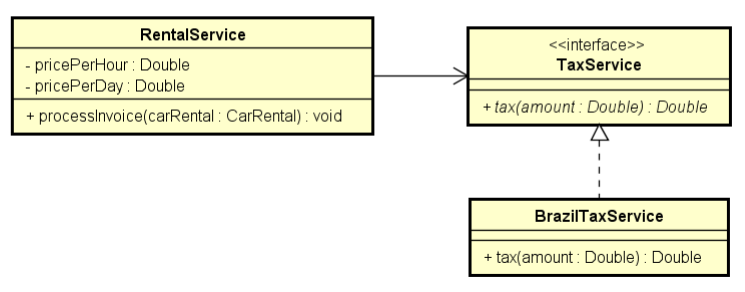 RentalService
- pricePerHour : Double
- pricePerDay : Double
+ processInvoice(carRental : CarRental) : void
<<interface>>
TaxService
+ tax(amount : Double) : Double
BrazilTaxService
+ tax(amount : Double) : Double